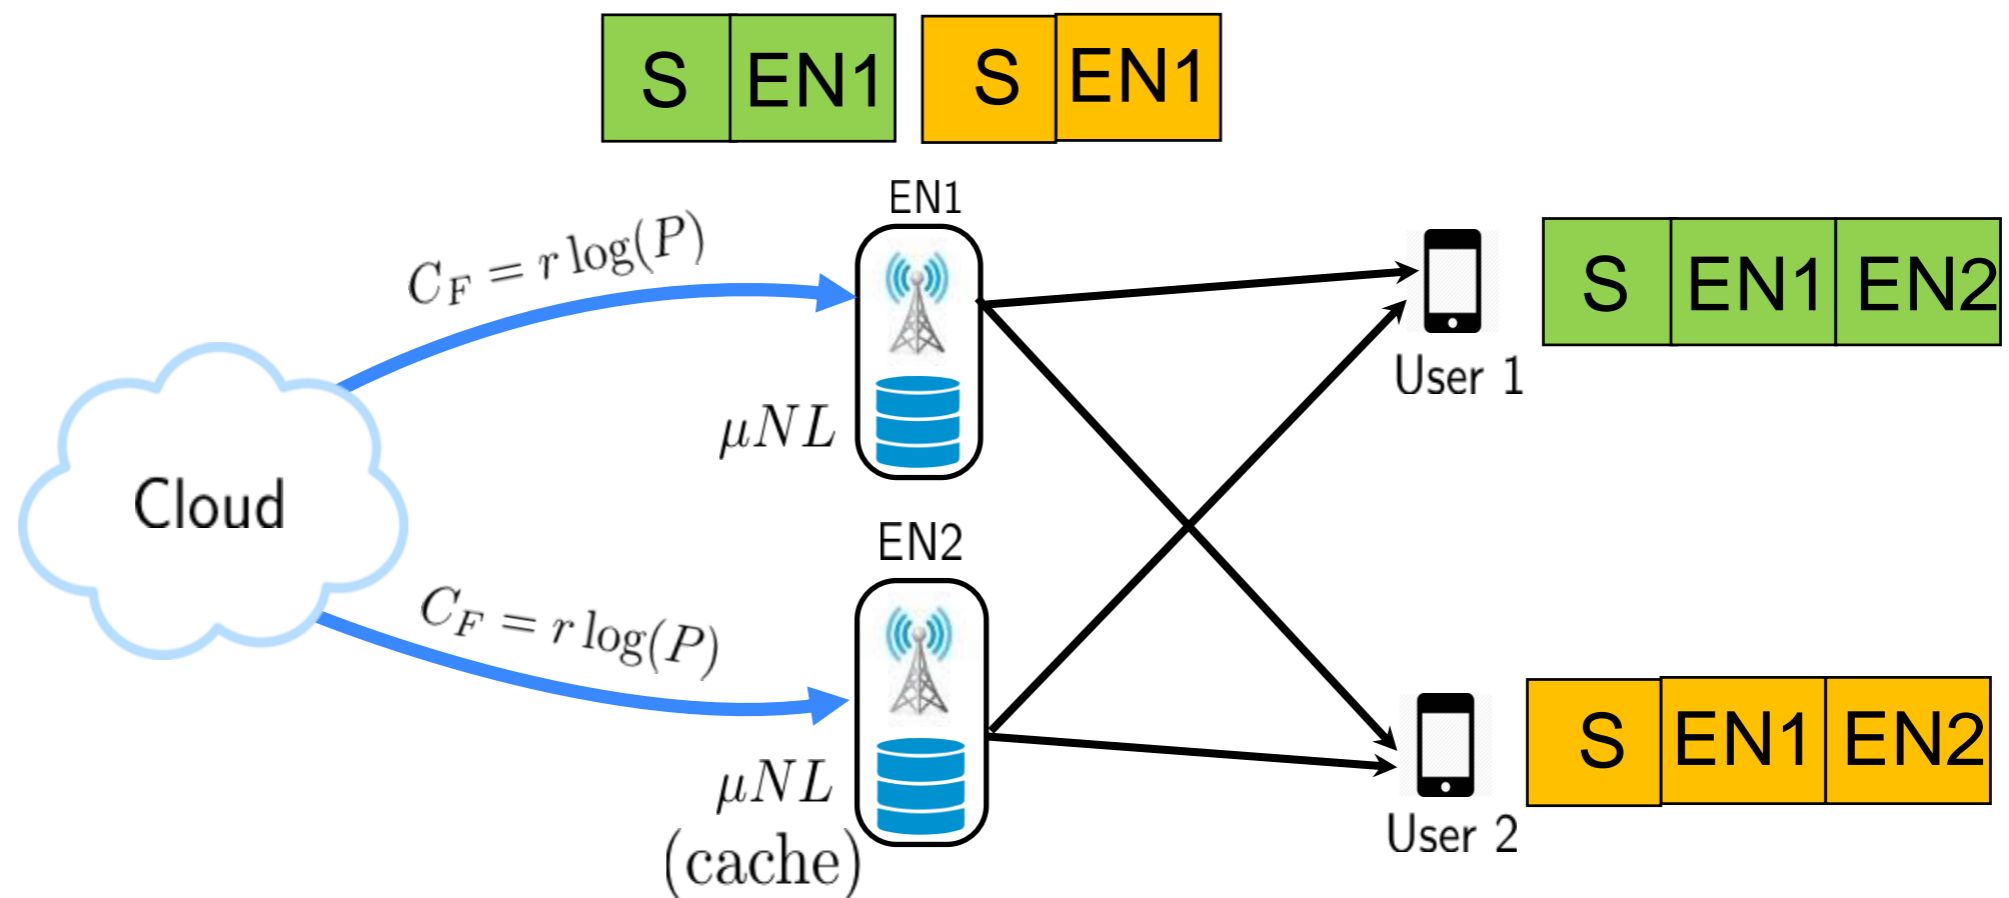 S EN1 S EN1
EN1
C_F = r log(P)
μNL
User 1
S EN1 EN2
Cloud
EN2
C_F = r log(P)
μNL
(cache)
S EN1 EN2
User 2